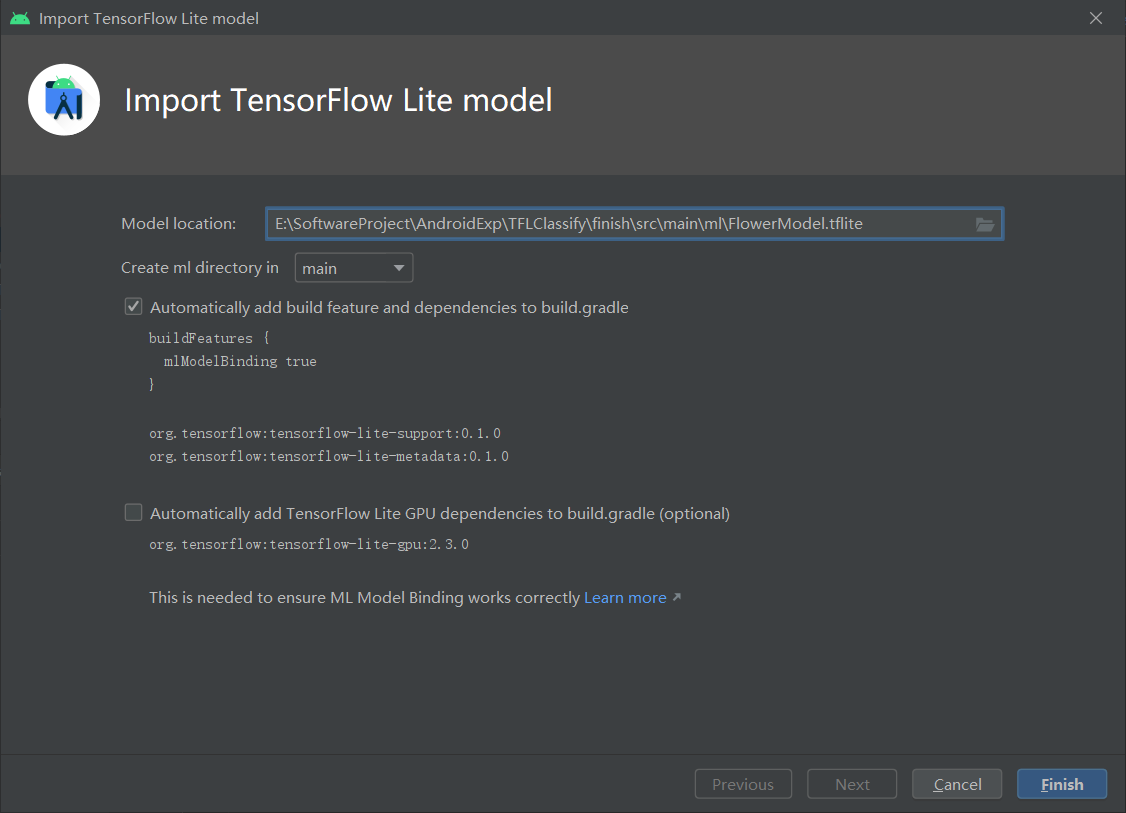 Import TensorFlow Lite model
Import TensorFlow Lite model
Model location: E:\SoftwareProject\AndroidExp\TFLClassify\finish\src\main\ml\FlowerModel.tflite
Create ml directory in main
Automatically add build feature and dependencies to build.gradle
buildFeatures {
mlModelBinding true
}
org.tensorflow:tensorflow-lite-support:0.1.0
org.tensorflow:tensorflow-lite-metadata:0.1.0
Automatically add TensorFlow Lite GPU dependencies to build.gradle (optional)
org.tensorflow:tensorflow-lite-gpu:2.3.0
This is needed to ensure ML Model Binding works correctly Learn more
Previous Next Cancel Finish